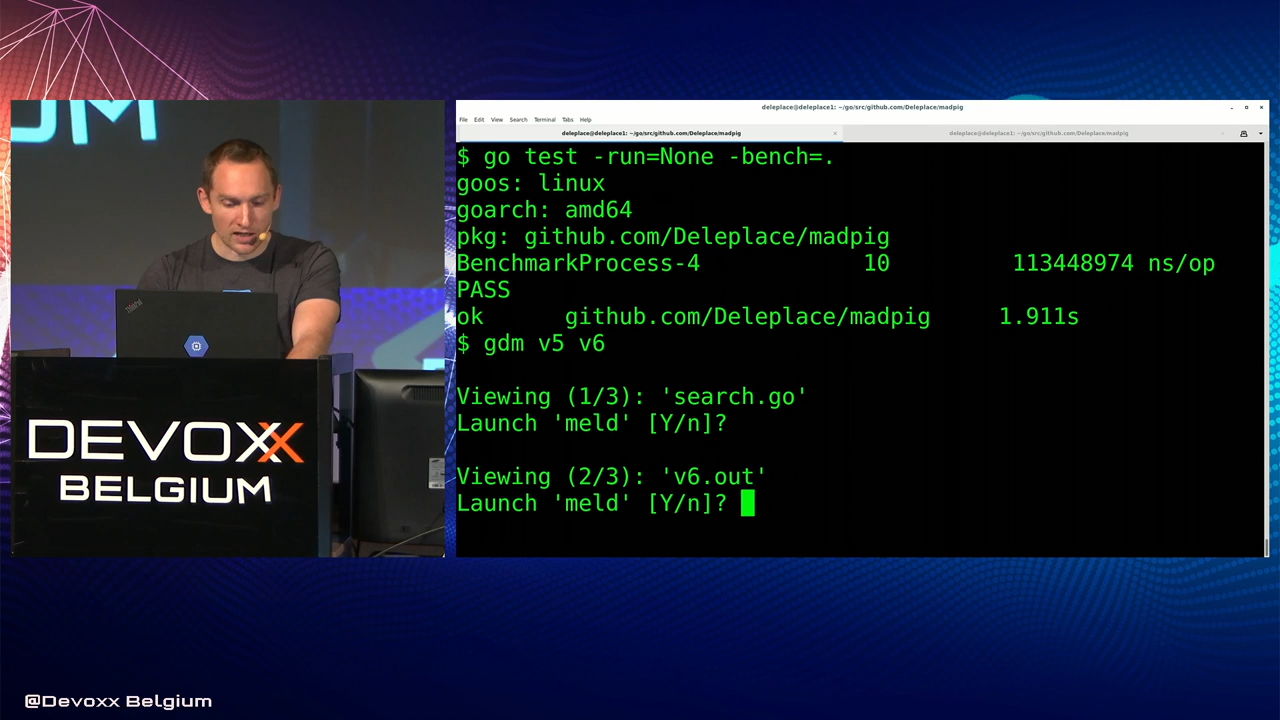 UM
ThinkPad
DEVOXX
BELGIUM
deleplace@deleplace1: ~/go/src/github.com/Deleplace/madpig
File Edit View Search Terminal Tabs Help
deleplace@deleplace1: ~/go/src/github.com/Deleplace/madpig
deleplace@deleplace1: ~/go/src/github.com/Deleplace/madpig
$ go test -run=None -bench=.
goos: linux
goarch: amd64
pkg: github.com/Deleplace/madpig
BenchmarkProcess-4 10 113448974 ns/op
PASS
ok github.com/Deleplace/madpig 1.911s
$ gdm v5 v6
Viewing (1/3): 'search.go'
Launch 'meld' [Y/n]?
Viewing (2/3): 'v6.out'
Launch 'meld' [Y/n]?
@Devoxx Belgium